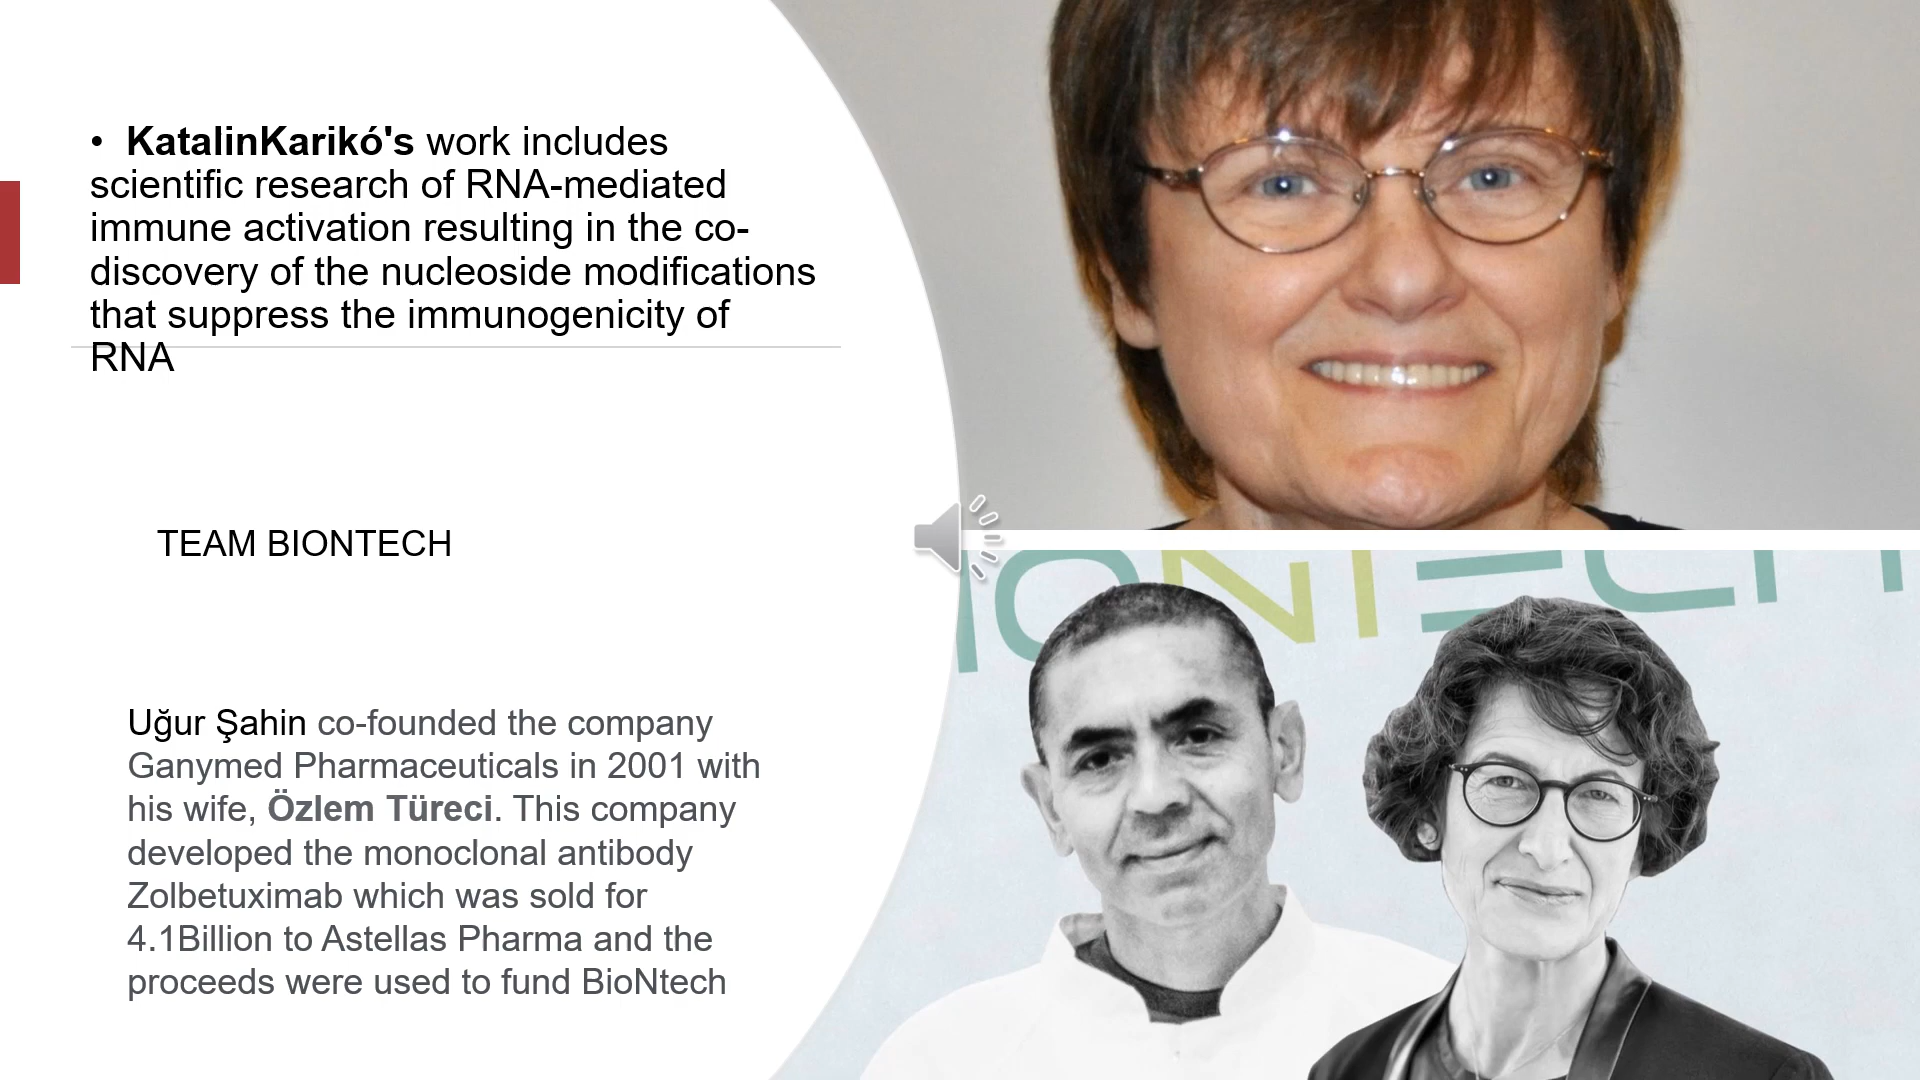 • KatalinKarikó's work includes
scientific research of RNA-mediated
immune activation resulting in the co-
discovery of the nucleoside modifications
that suppress the immunogenicity of
RNA
TEAM BIONTECH
IONTECH
Uğur Şahin co-founded the company
Ganymed Pharmaceuticals in 2001 with
his wife, Özlem Türeci. This company
developed the monoclonal antibody
Zolbetuximab which was sold for
4.1Billion to Astellas Pharma and the
proceeds were used to fund BioNtech